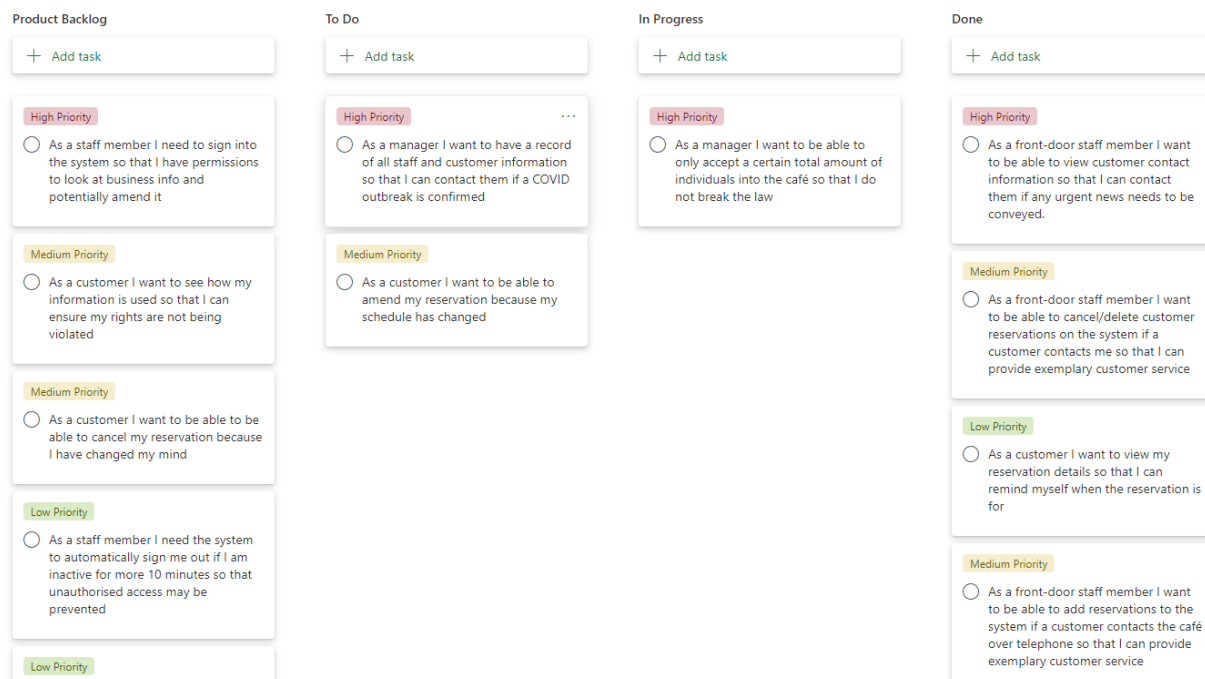 Product Backlog
+ Add task
High Priority
As a staff member I need to sign into
the system so that I have permissions
to look at business info and
potentially amend it
Medium Priority
As a customer I want to see how my
information is used so that I can
ensure my rights are not being
violated
Medium Priority
As a customer I want to be able to be
able to cancel my reservation because
I have changed my mind
Low Priority
As a staff member I need the system
to automatically sign me out if I am
inactive for more 10 minutes so that
unauthorised access may be
prevented
Low Priority
To Do
+ Add task
High Priority
...
As a manager I want to have a record
of all staff and customer information
so that I can contact them if a COVID
outbreak is confirmed
Medium Priority
As a customer I want to be able to
amend my reservation because my
schedule has changed
In Progress
+ Add task
High Priority
As a manager I want to be able to
only accept a certain total amount of
individuals into the café so that I do
not break the law
Done
+ Add task
High Priority
As a front-door staff member I want
to be able to view customer contact
information so that I can contact
them if any urgent news needs to be
conveyed.
Medium Priority
As a front-door staff member I want
to be able to cancel/delete customer
reservations on the system if a
customer contacts me so that I can
provide exemplary customer service
Low Priority
As a customer I want to view my
reservation details so that I can
remind myself when the reservation is
for
Medium Priority
As a front-door staff member I want
to be able to add reservations to the
system if a customer contacts the café
over telephone so that I can provide
exemplary customer service